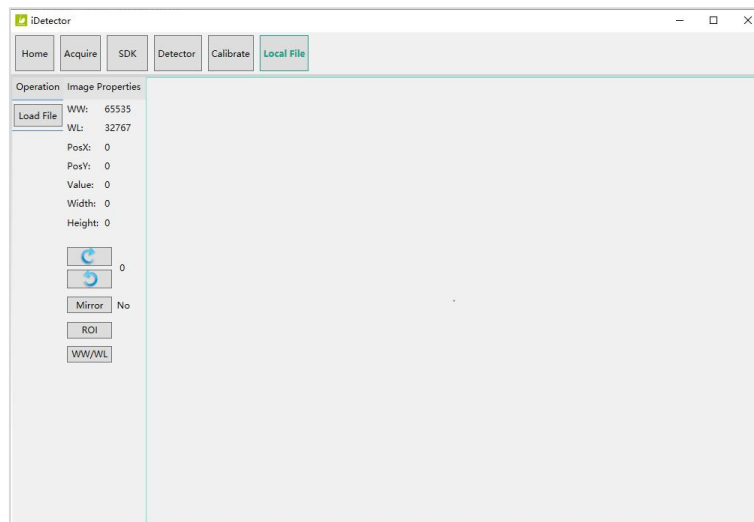 iDetector
Home Acquire SDK Detector Calibrate Local File
Operation Image Properties
Load File
WW: 65535
WL: 32767
PosX: 0
PosY: 0
Value: 0
Width: 0
Height: 0
0
Mirror No
ROI
WW/WL